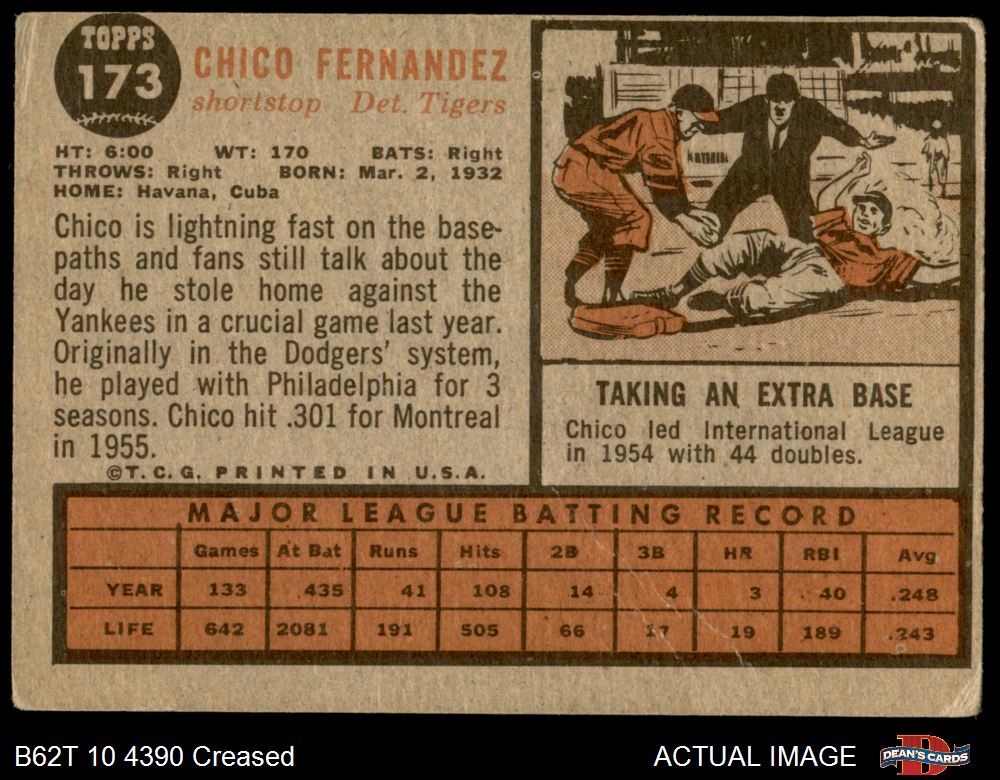 TOPPS
173
CHICO FERNANDEZ
shortstop Det. Tigers
HT: 6:00 WT: 170 BATS: Right
THROWS: Right BORN: Mar. 2, 1932
HOME: Havana, Cuba
Chico is lightning fast on the base-
paths and fans still talk about the
day he stole home against the
Yankees in a crucial game last year.
Originally in the Dodgers' system,
he played with Philadelphia for 3
seasons. Chico hit .301 for Montreal
in 1955.
©T.C.G. PRINTED IN U.S.A.
TAKING AN EXTRA BASE
Chico led International League
in 1954 with 44 doubles.
MAJOR LEAGUE BATTING RECORD
Games At Bat Runs Hits 2B 3B HR RBI Avg
YEAR 133 435 41 108 14 4 3 40 .248
LIFE 642 2081 191 505 66 17 19 189 .243
B62T 10 4390 Creased
ACTUAL IMAGE
D
DEAN'S CARDS